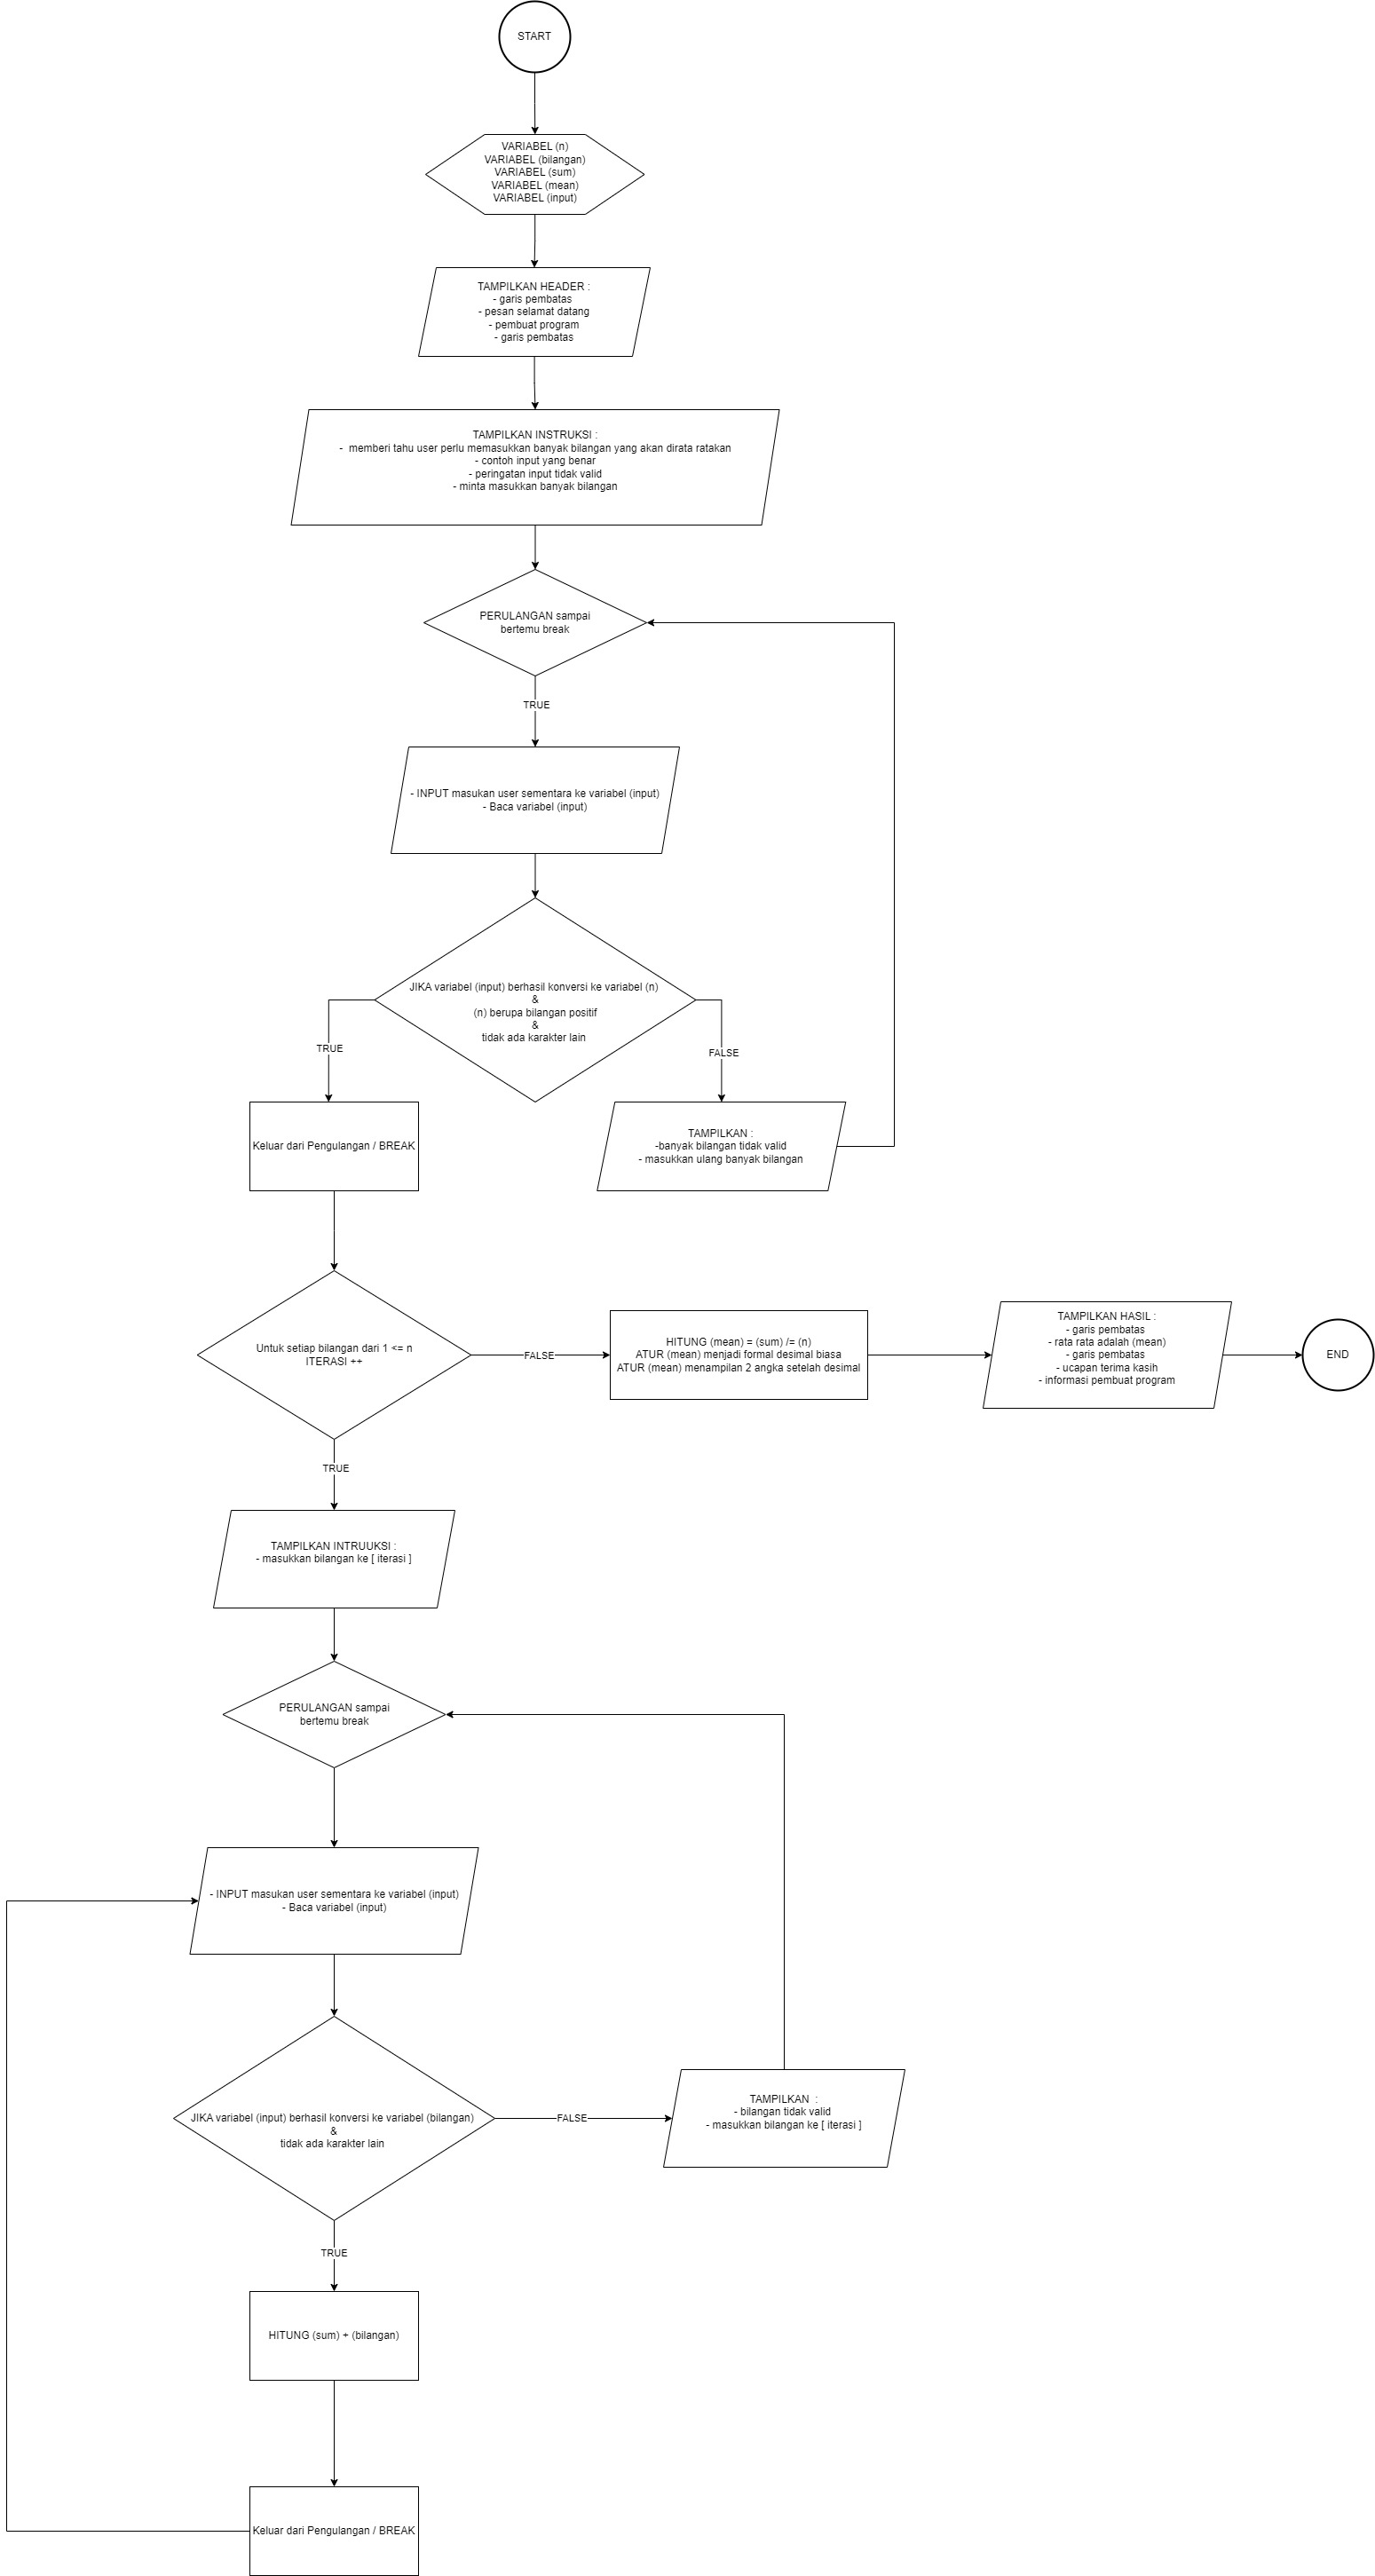 START
VARIABEL (n)
VARIABEL (bilangan)
VARIABEL (sum)
VARIABEL (mean)
VARIABEL (input)
TAMPILKAN HEADER :
- garis pembatas
- pesan selamat datang
- pembuat program
- garis pembatas
TAMPILKAN INSTRUKSI :
- memberi tahu user perlu memasukkan banyak bilangan yang akan dirata ratakan
- contoh input yang benar
- peringatan input tidak valid
- minta masukkan banyak bilangan
PERULANGAN sampai
bertemu break
TRUE
- INPUT masukan user sementara ke variabel (input)
- Baca variabel (input)
JIKA variabel (input) berhasil konversi ke variabel (n)
&
(n) berupa bilangan positif
&
tidak ada karakter lain
TRUE
FALSE
Keluar dari Pengulangan / BREAK
TAMPILKAN :
-banyak bilangan tidak valid
- masukkan ulang banyak bilangan
Untuk setiap bilangan dari 1 <= n
ITERASI ++
FALSE
HITUNG (mean) = (sum) /= (n)
ATUR (mean) menjadi formal desimal biasa
ATUR (mean) menampilan 2 angka setelah desimal
TAMPILKAN HASIL :
- garis pembatas
- rata rata adalah (mean)
- garis pembatas
- ucapan terima kasih
- informasi pembuat program
END
TRUE
TAMPILKAN INTRUUKSI :
- masukkan bilangan ke [ iterasi ]
PERULANGAN sampai
bertemu break
- INPUT masukan user sementara ke variabel (input)
- Baca variabel (input)
JIKA variabel (input) berhasil konversi ke variabel (bilangan)
&
tidak ada karakter lain
FALSE
TAMPILKAN :
- bilangan tidak valid
- masukkan bilangan ke [ iterasi ]
TRUE
HITUNG (sum) + (bilangan)
Keluar dari Pengulangan / BREAK